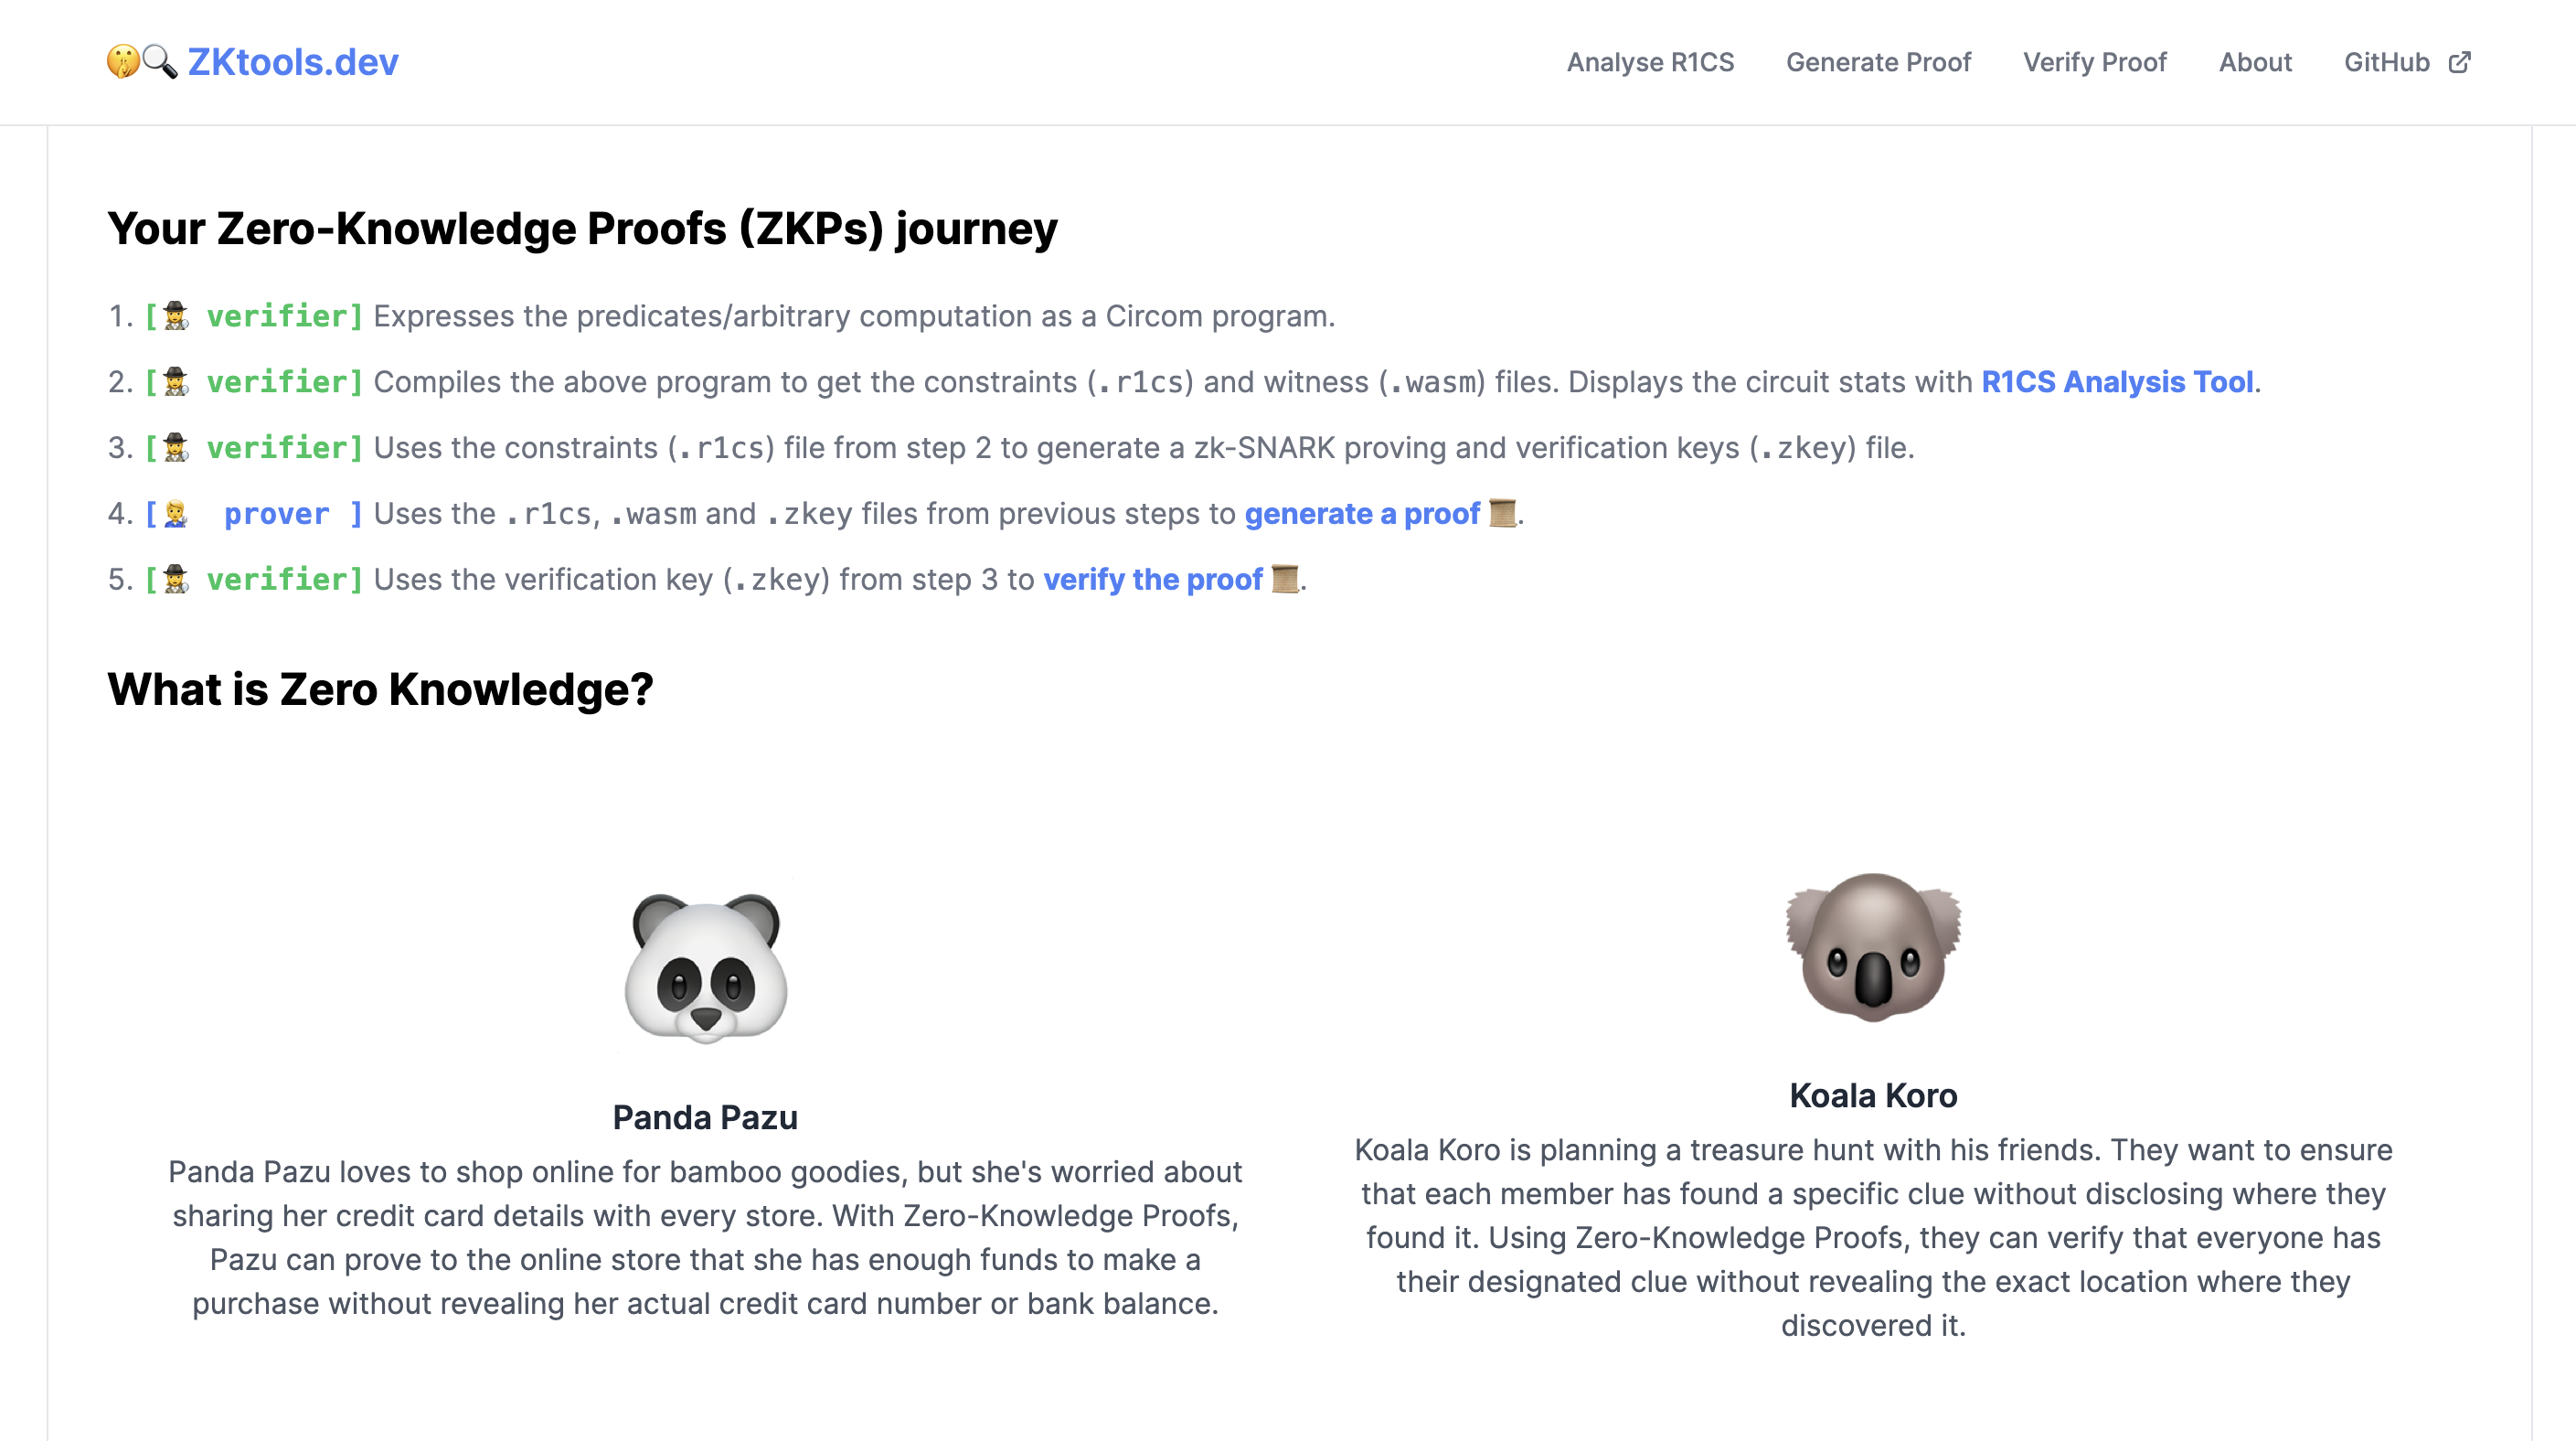 ZKtools.dev
Analyse R1CS
Generate Proof
Verify Proof
About
GitHub
Your Zero-Knowledge Proofs (ZKPs) journey
1. [🕵️ verifier] Expresses the predicates/arbitrary computation as a Circom program.
2. [🕵️ verifier] Compiles the above program to get the constraints (.r1cs) and witness (.wasm) files. Displays the circuit stats with R1CS Analysis Tool.
3. [🕵️ verifier] Uses the constraints (.r1cs) file from step 2 to generate a zk-SNARK proving and verification keys (.zkey) file.
4. [ prover ] Uses the .r1cs, .wasm and .zkey files from previous steps to generate a proof 📜.
5. [🕵️ verifier] Uses the verification key (.zkey) from step 3 to verify the proof 📜.
What is Zero Knowledge?
Panda Pazu
Panda Pazu loves to shop online for bamboo goodies, but she's worried about
sharing her credit card details with every store. With Zero-Knowledge Proofs,
Pazu can prove to the online store that she has enough funds to make a
purchase without revealing her actual credit card number or bank balance.
Koala Koro
Koala Koro is planning a treasure hunt with his friends. They want to ensure
that each member has found a specific clue without disclosing where they
found it. Using Zero-Knowledge Proofs, they can verify that everyone has
their designated clue without revealing the exact location where they
discovered it.